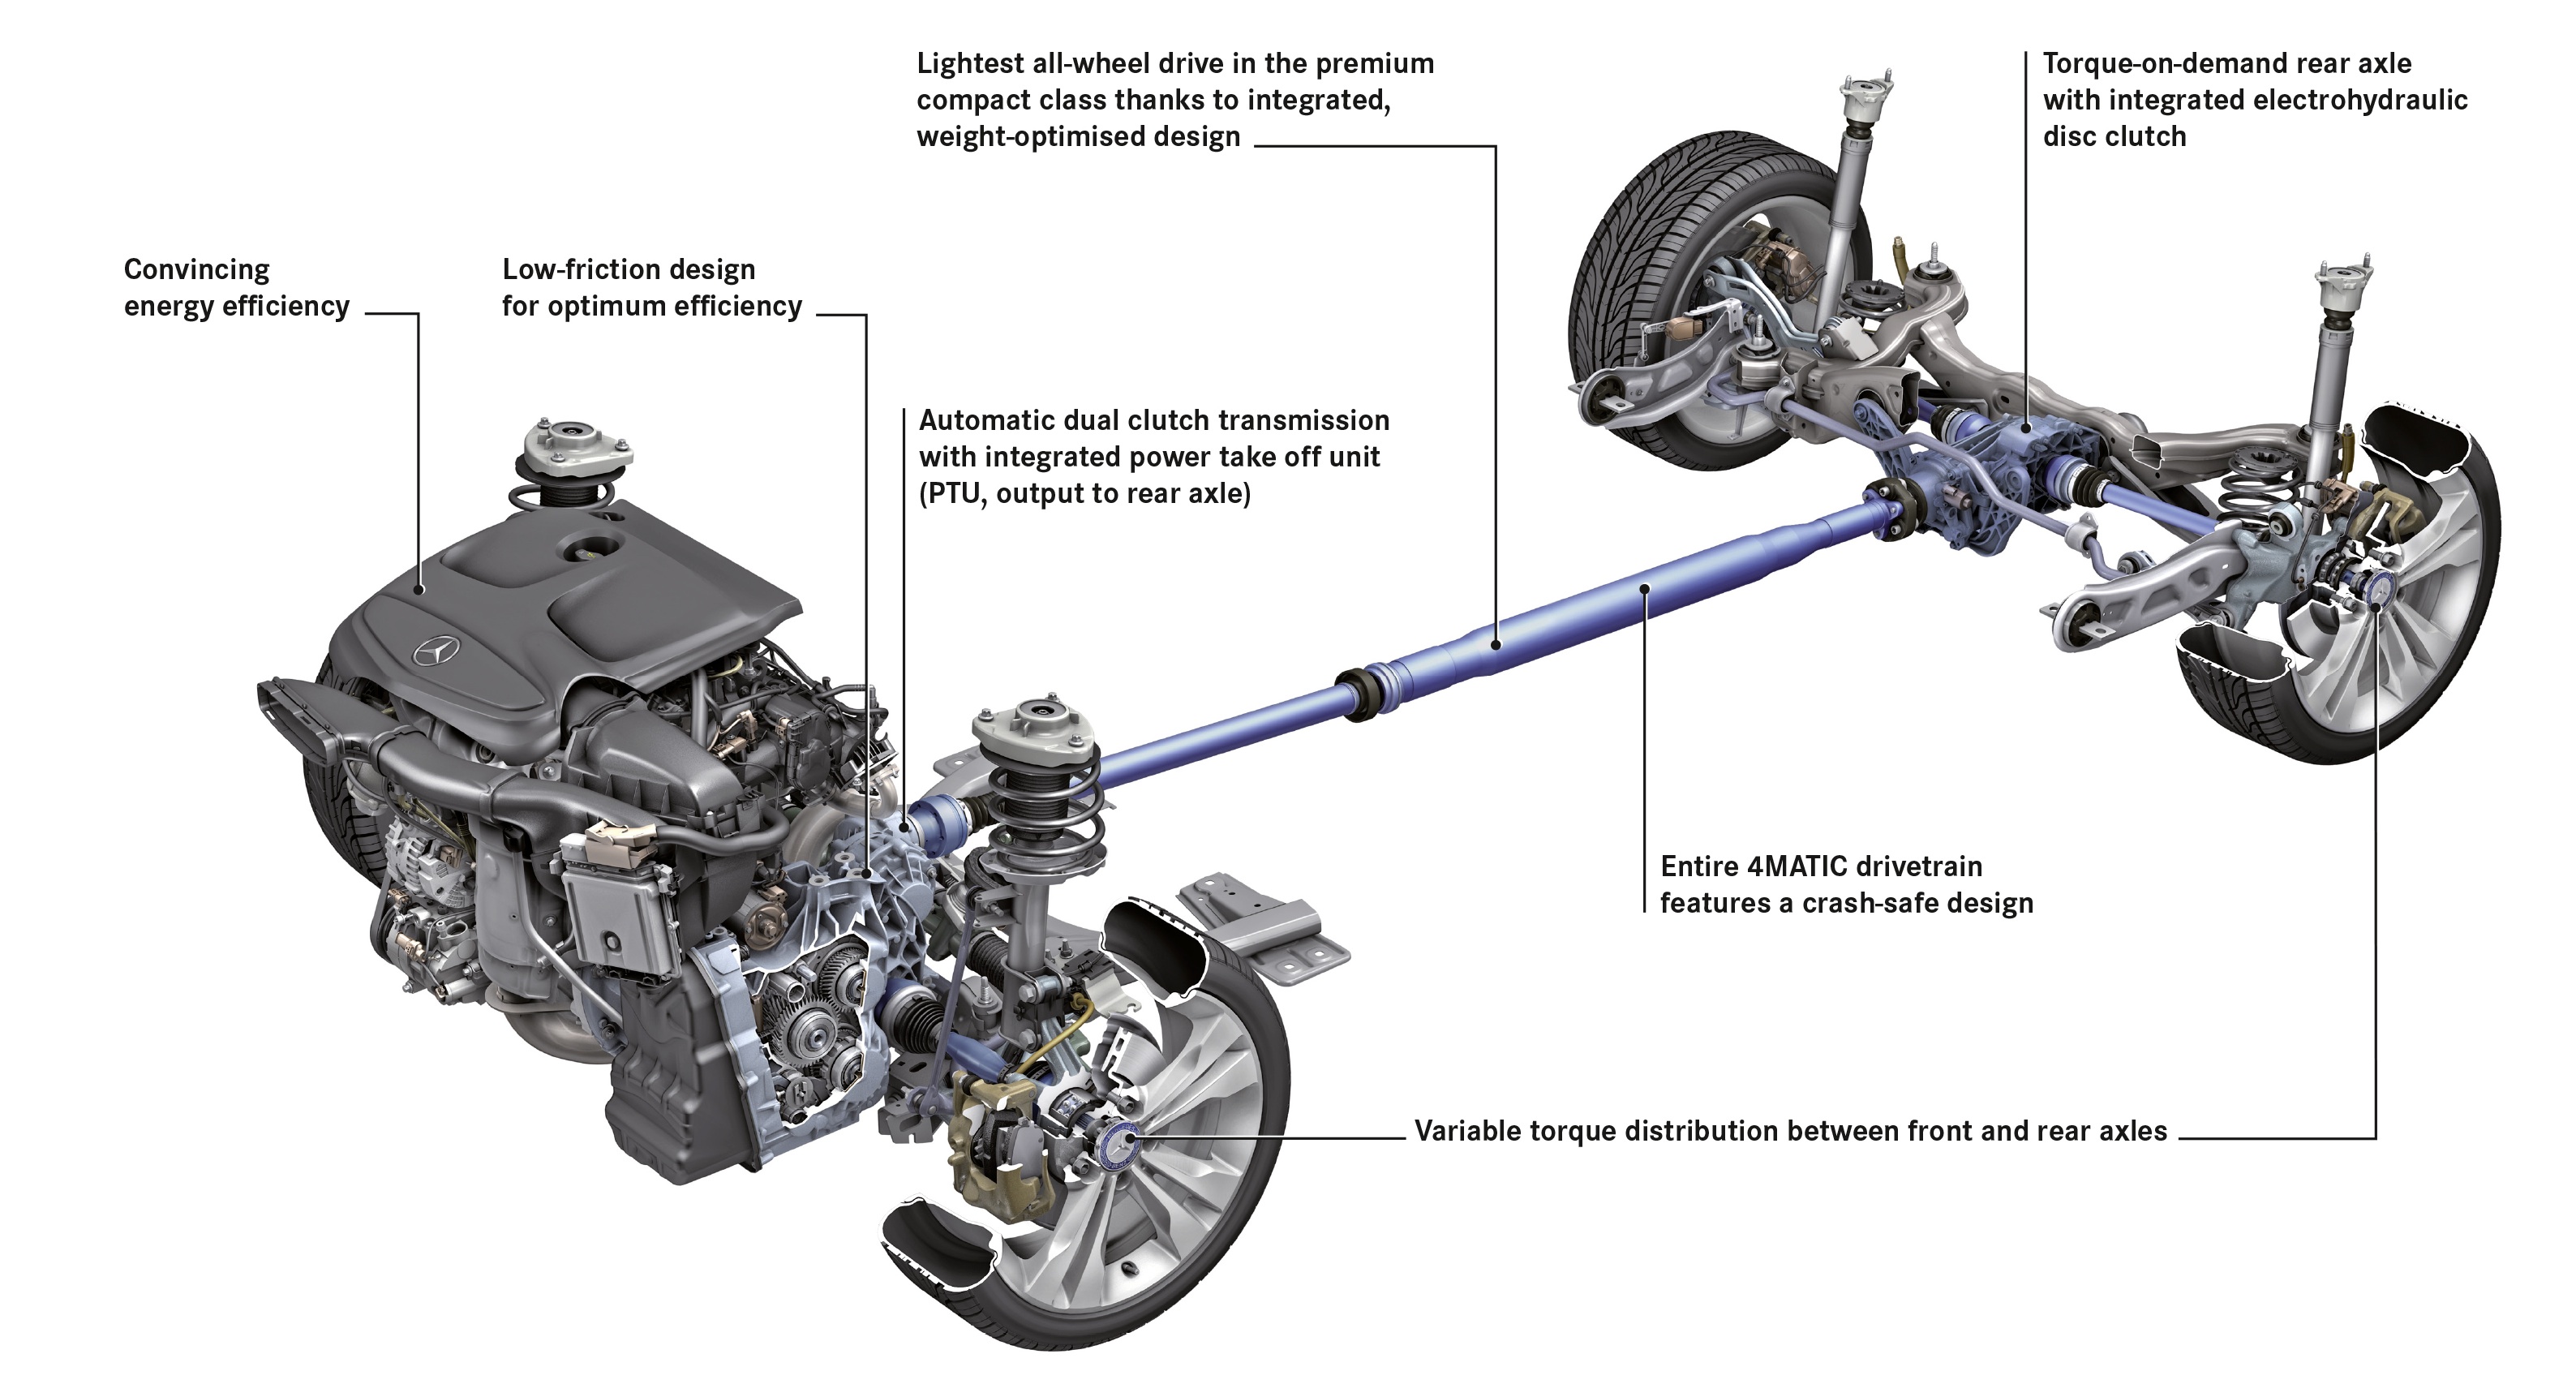 Lightest all-wheel drive in the premium
compact class thanks to integrated,
weight-optimised design
Torque-on-demand rear axle
with integrated electrohydraulic
disc clutch
Convincing
energy efficiency
Low-friction design
for optimum efficiency
Automatic dual clutch transmission
with integrated power take off unit
(PTU, output to rear axle)
Entire 4MATIC drivetrain
features a crash-safe design
Variable torque distribution between front and rear axles